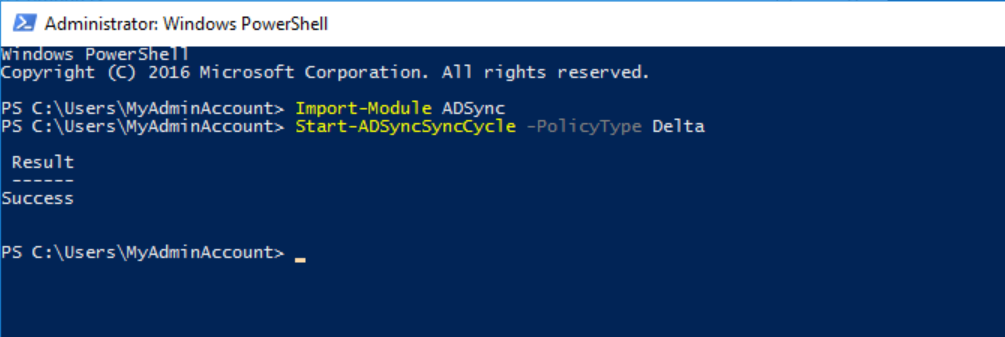 Administrator: Windows PowerShell
Windows PowerShell
Copyright (C) 2016 Microsoft Corporation. All rights reserved.
PS C:\Users\MyAdminAccount> Import-Module ADSync
PS C:\Users\MyAdminAccount> Start-ADSyncSyncCycle -PolicyType Delta
Result
------
Success
PS C:\Users\MyAdminAccount> _